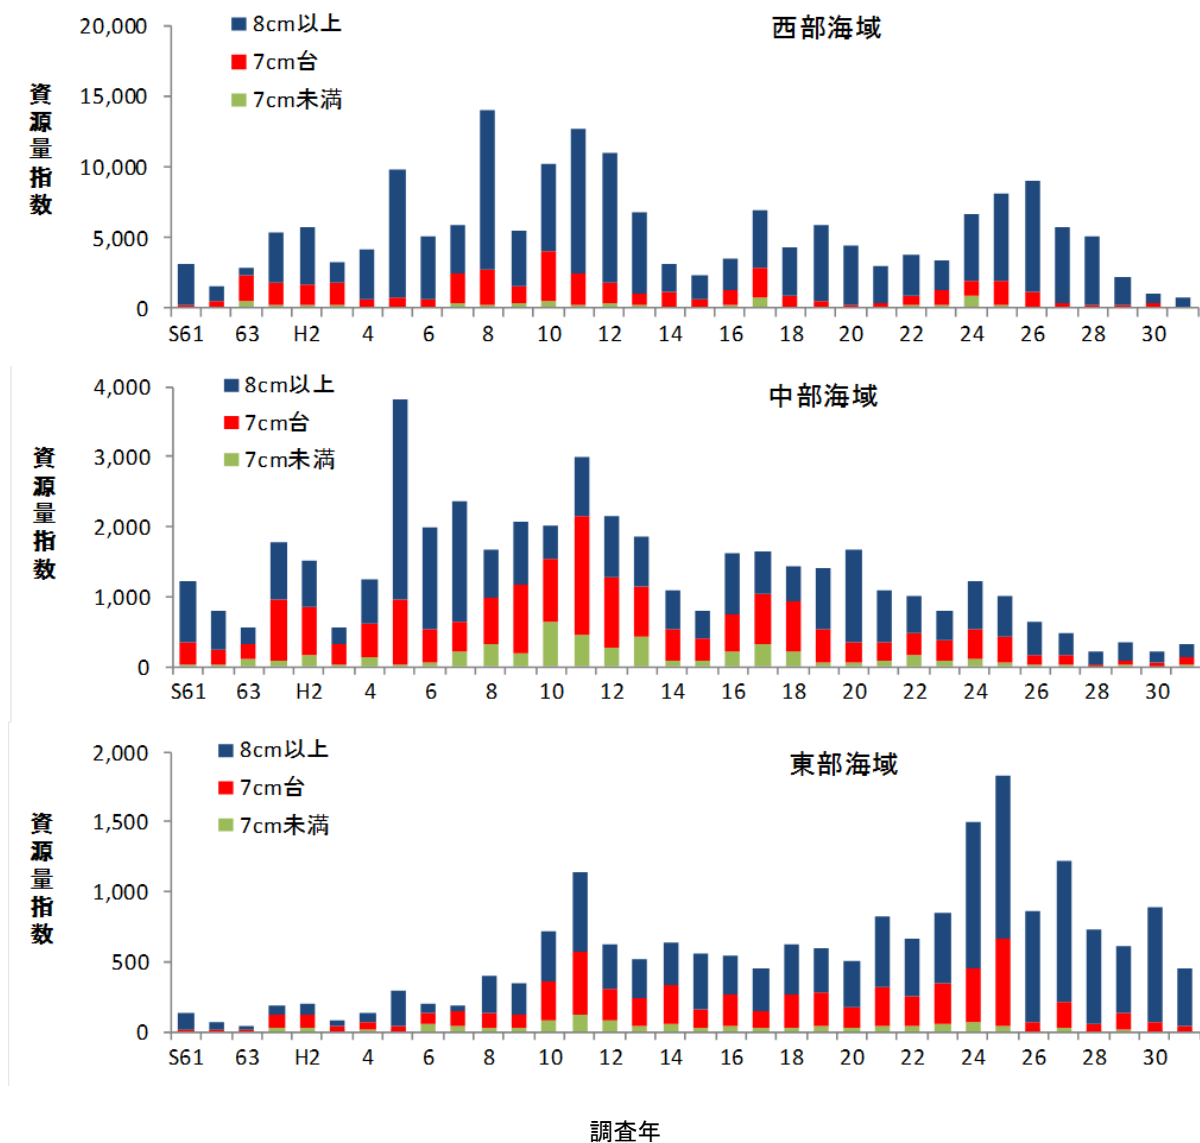 西部海域
8cm以上
7cm台
7cm未満
資源量指数
20,000
15,000
10,000
5,000
0
S61 63 H2 4 6 8 10 12 14 16 18 20 22 24 26 28 30
中部海域
8cm以上
7cm台
7cm未満
資源量指数
4,000
3,000
2,000
1,000
0
S61 63 H2 4 6 8 10 12 14 16 18 20 22 24 26 28 30
東部海域
8cm以上
7cm台
7cm未満
資源量指数
2,000
1,500
1,000
500
0
S61 63 H2 4 6 8 10 12 14 16 18 20 22 24 26 28 30
調査年